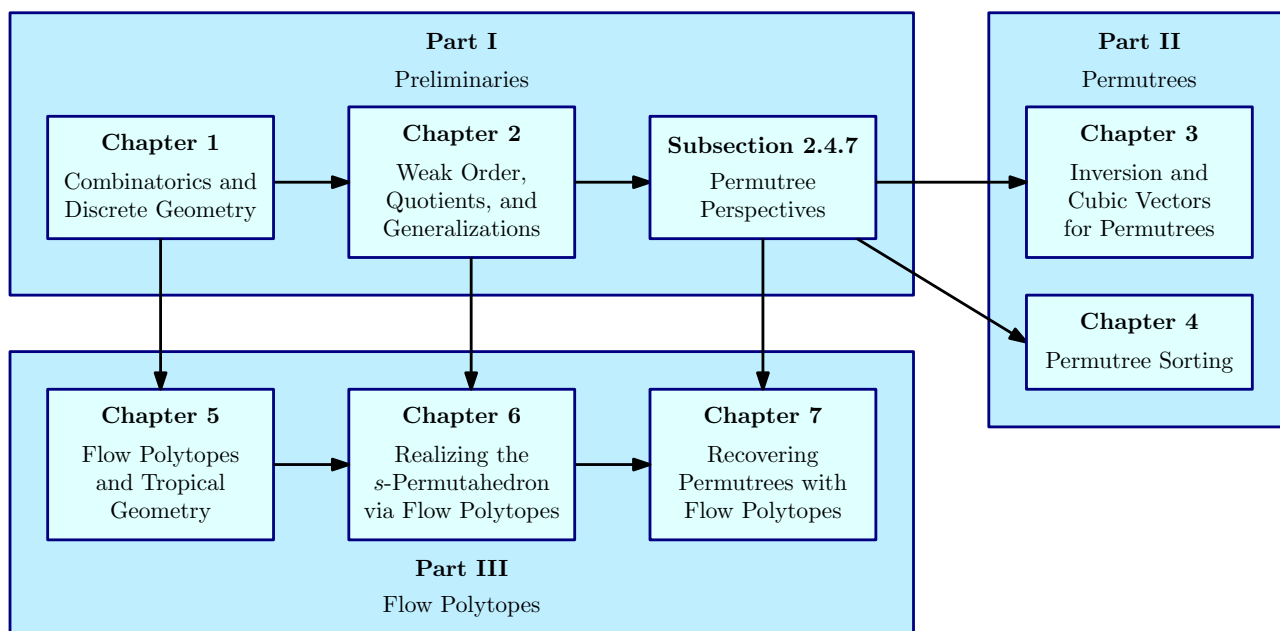 Part I
Preliminaries
Chapter 1
Combinatorics and
Discrete Geometry
Chapter 2
Weak Order,
Quotients, and
Generalizations
Subsection 2.4.7
Permutree
Perspectives
Part II
Permutrees
Chapter 3
Inversion and
Cubic Vectors
for Permutrees
Chapter 4
Permutree Sorting
Chapter 5
Flow Polytopes
and Tropical
Geometry
Chapter 6
Realizing the
s-Permutahedron
via Flow Polytopes
Chapter 7
Recovering
Permutrees with
Flow Polytopes
Part III
Flow Polytopes